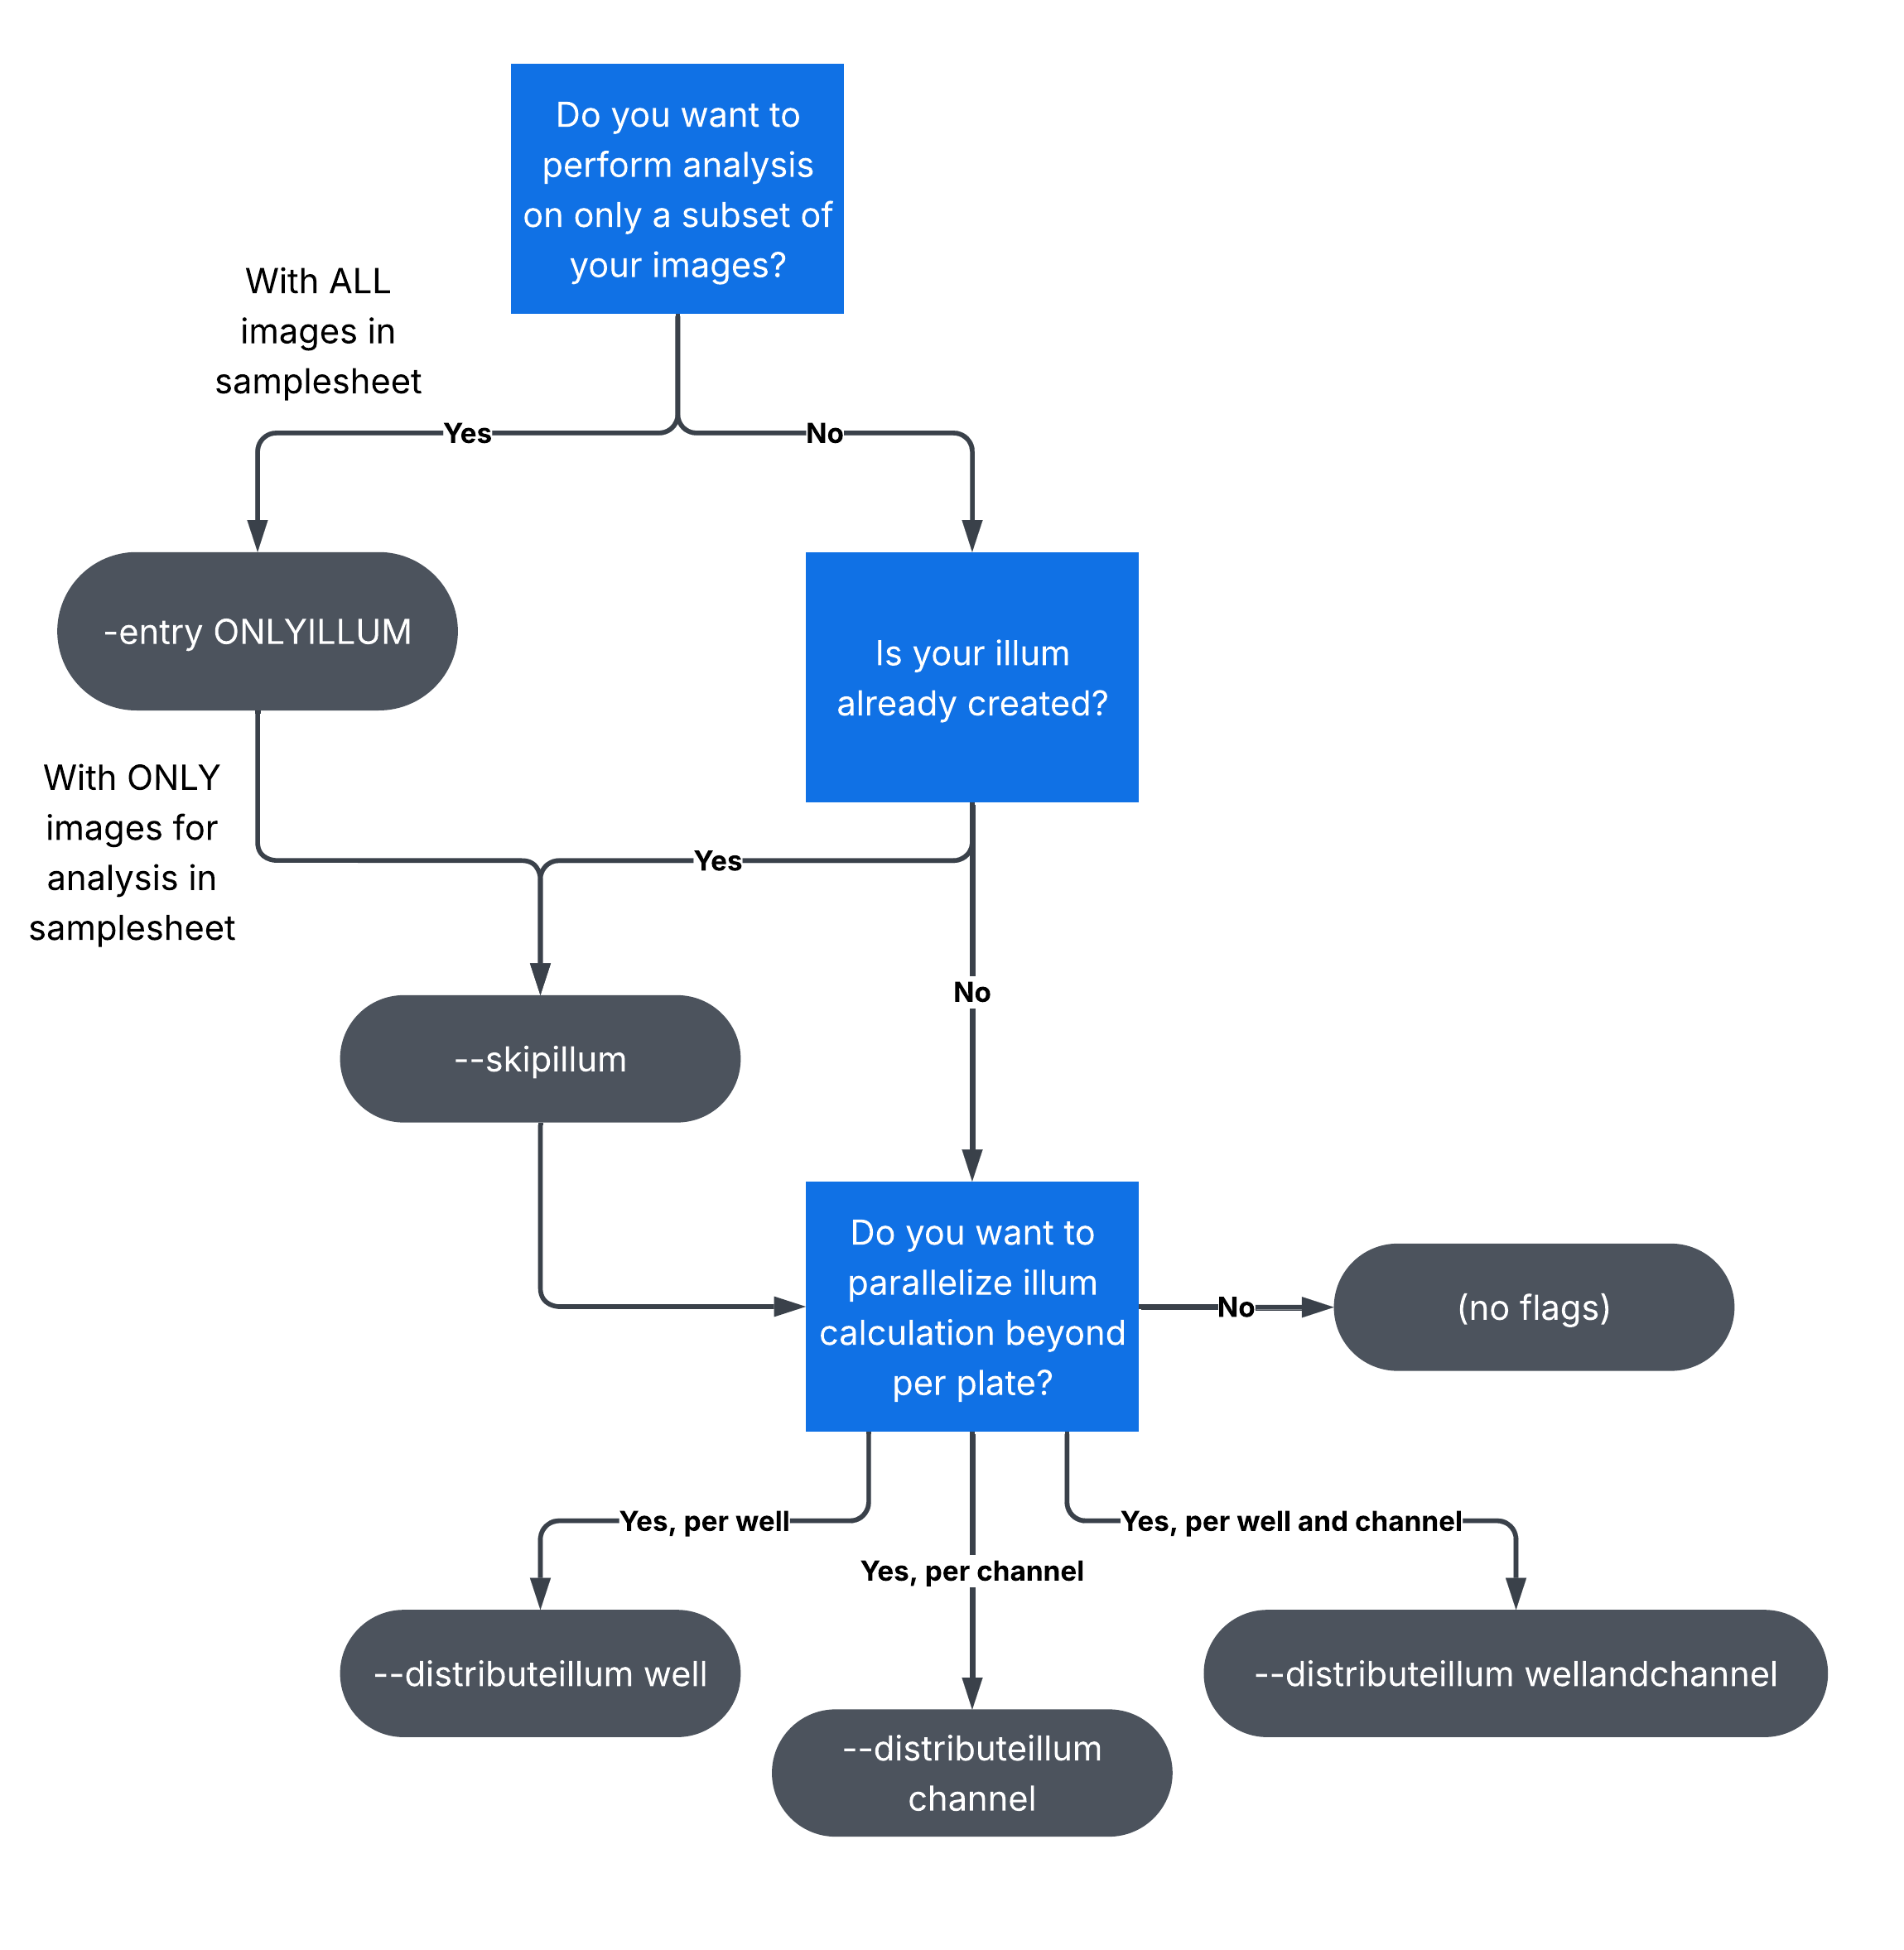 Do you want to
perform analysis
on only a subset of
your images?
With ALL
images in
samplesheet
Yes
No
-entry ONLYILLUM
Is your illum
already created?
With ONLY
images for
analysis in
samplesheet
Yes
No
--skipillum
Do you want to
parallelize illum
calculation beyond
per plate?
No
(no flags)
Yes, per well
Yes, per channel
Yes, per well and channel
--distributeillum well
--distributeillum
channel
--distributeillum wellandchannel